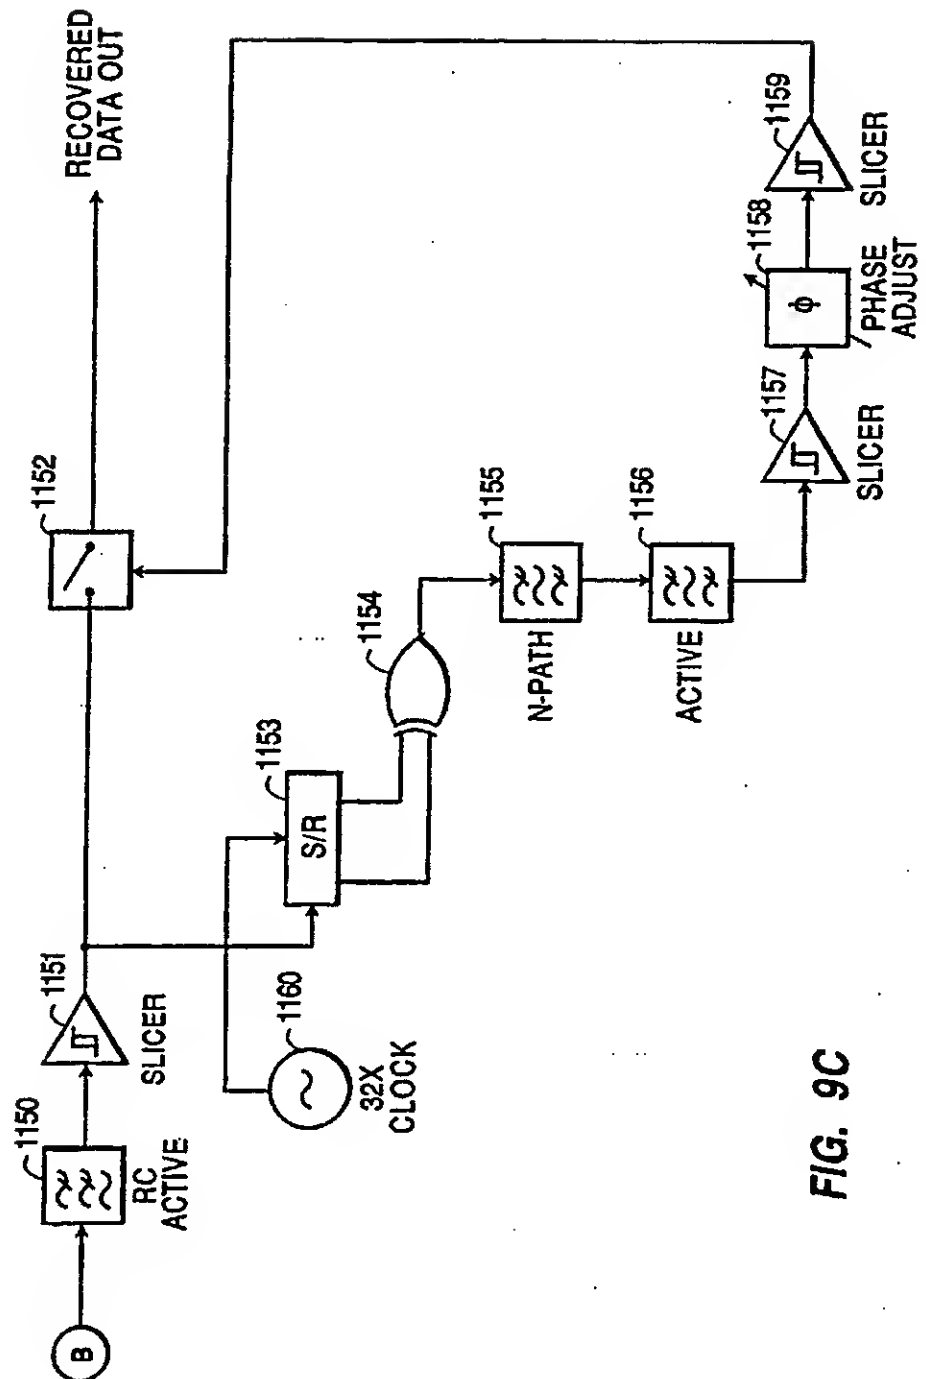 B
1150
RC
ACTIVE
1151
SLICER
1152
RECOVERED
DATA OUT
1160
32X
CLOCK
1153
S/R
1154
1155
N-PATH
1156
ACTIVE
1157
SLICER
1158
ϕ
PHASE
ADJUST
1159
SLICER
FIG. 9C